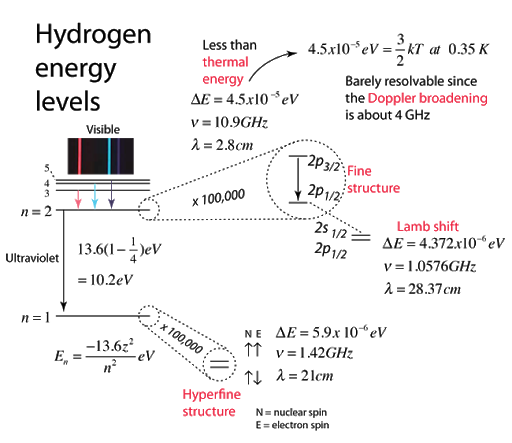 Hydrogen
energy
levels
Less than
thermal
energy
4.5x10⁻⁵eV = 3/2 kT at 0.35 K
ΔE = 4.5x10⁻⁵eV
ν = 10.9GHz
λ = 2.8cm
Barely resolvable since
the Doppler broadening
is about 4 GHz
Visible
5
4
3
n = 2
x 100,000
2p3/2
2p1/2
Fine
structure
2s 1/2
2p1/2
Lamb shift
ΔE = 4.372x10⁻⁶eV
ν = 1.0576GHz
λ = 28.37cm
Ultraviolet
13.6(1 − 1/4)eV
= 10.2eV
n = 1
x 100,000
Eₙ = −13.6z²/n² eV
N E
↑↑
↑↓
ΔE = 5.9x 10⁻⁶eV
ν = 1.42GHz
λ = 21cm
Hyperfine
structure
N = nuclear spin
E = electron spin